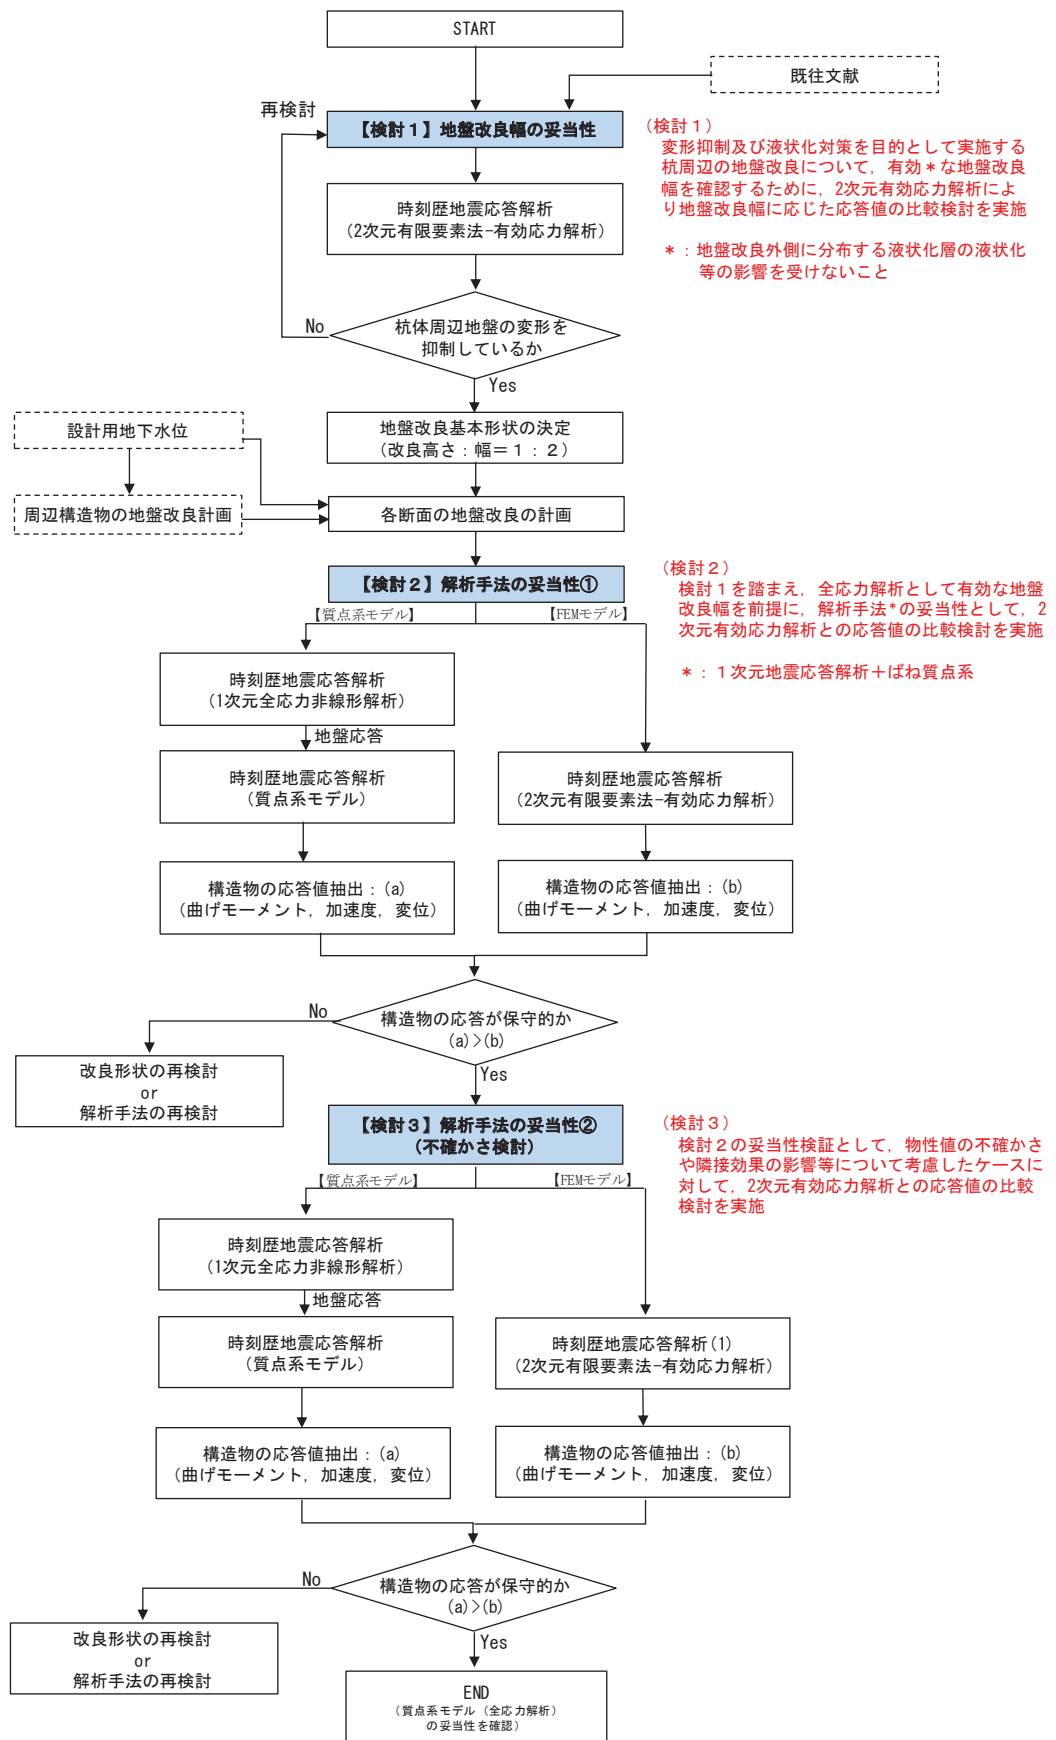 START
既往文献
再検討
【検討１】地盤改良幅の妥当性
（検討１）
変形抑制及び液状化対策を目的として実施する
杭周辺の地盤改良について，有効＊な地盤改良
幅を確認するために，2次元有効応力解析によ
り地盤改良幅に応じた応答値の比較検討を実施
＊：地盤改良外側に分布する液状化層の液状化
等の影響を受けないこと
時刻歴地震応答解析
(2次元有限要素法-有効応力解析)
No
杭体周辺地盤の変形を
抑制しているか
Yes
地盤改良基本形状の決定
(改良高さ：幅＝１：２)
設計用地下水位
周辺構造物の地盤改良計画
各断面の地盤改良の計画
【検討２】解析手法の妥当性①
（検討２）
検討１を踏まえ，全応力解析として有効な地盤
改良幅を前提に，解析手法*の妥当性として，2
次元有効応力解析との応答値の比較検討を実施
＊：１次元地震応答解析＋ばね質点系
【質点系モデル】
【FEMモデル】
時刻歴地震応答解析
(1次元全応力非線形解析)
地盤応答
時刻歴地震応答解析
(質点系モデル)
時刻歴地震応答解析
(2次元有限要素法-有効応力解析)
構造物の応答値抽出：(a)
(曲げモーメント，加速度，変位)
構造物の応答値抽出：(b)
(曲げモーメント，加速度，変位)
No
構造物の応答が保守的か
(a)>(b)
Yes
改良形状の再検討
or
解析手法の再検討
【検討３】解析手法の妥当性②
（不確かさ検討）
（検討３）
検討２の妥当性検証として，物性値の不確かさ
や隣接効果の影響等について考慮したケースに
対して，2次元有効応力解析との応答値の比較
検討を実施
【質点系モデル】
【FEMモデル】
時刻歴地震応答解析
(1次元全応力非線形解析)
地盤応答
時刻歴地震応答解析
(質点系モデル)
時刻歴地震応答解析(1)
(2次元有限要素法-有効応力解析)
構造物の応答値抽出：(a)
(曲げモーメント，加速度，変位)
構造物の応答値抽出：(b)
(曲げモーメント，加速度，変位)
No
構造物の応答が保守的か
(a)>(b)
Yes
改良形状の再検討
or
解析手法の再検討
END
（質点系モデル（全応力解析）
の妥当性を確認）